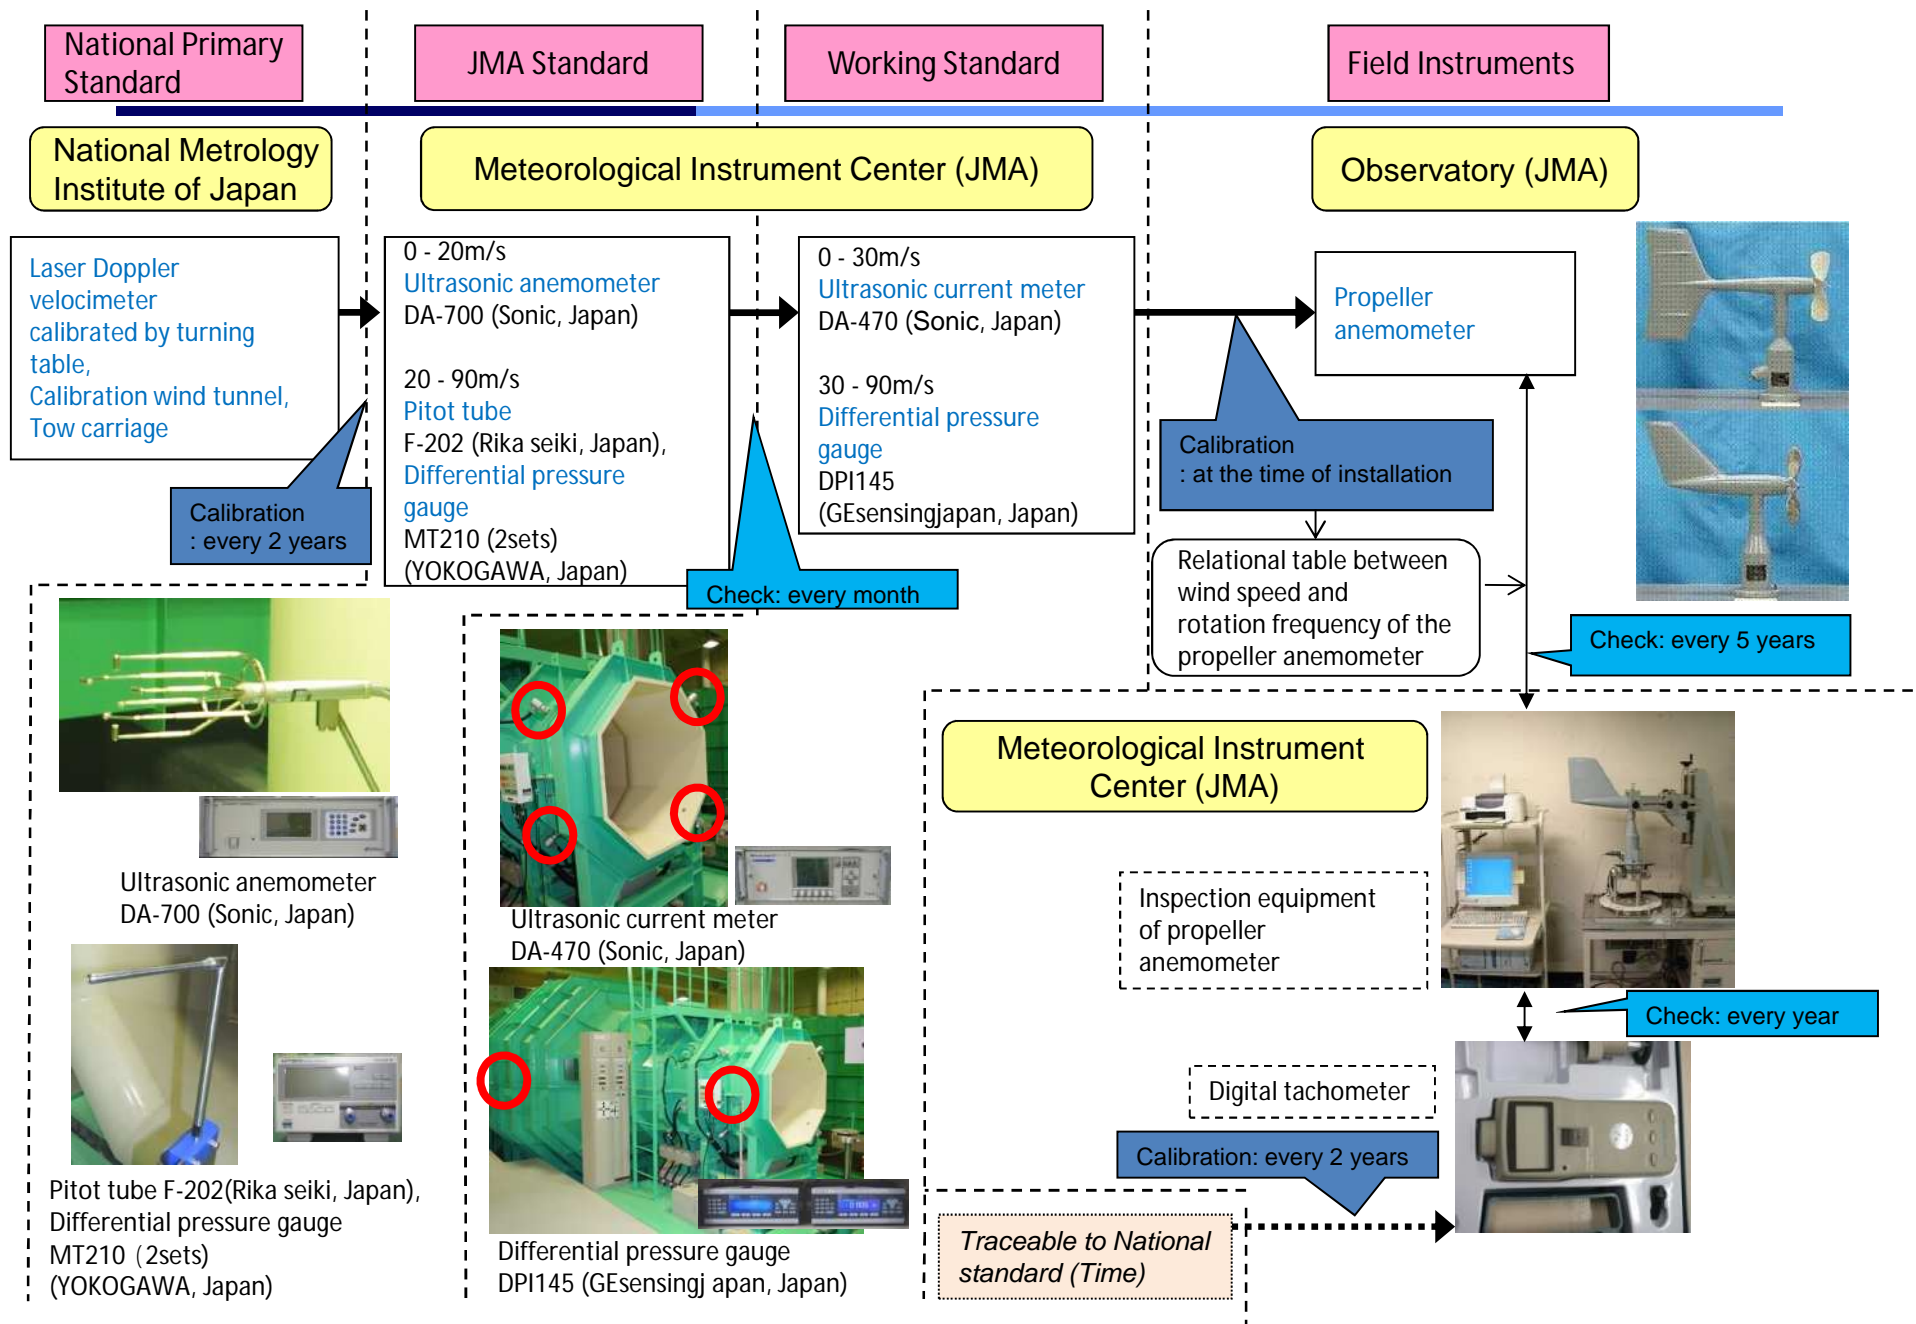 National Primary
Standard
JMA Standard
Working Standard
Field Instruments
National Metrology
Institute of Japan
Meteorological Instrument Center (JMA)
Observatory (JMA)
Laser Doppler
velocimeter
calibrated by turning
table,
Calibration wind tunnel,
Tow carriage
Calibration
: every 2 years
0 - 20m/s
Ultrasonic anemometer
DA-700 (Sonic, Japan)
20 - 90m/s
Pitot tube
F-202 (Rika seiki, Japan),
Differential pressure
gauge
MT210 (2sets)
(YOKOGAWA, Japan)
Check: every month
0 - 30m/s
Ultrasonic current meter
DA-470 (Sonic, Japan)
30 - 90m/s
Differential pressure
gauge
DPI145
(GEsensingjapan, Japan)
Propeller
anemometer
Calibration
: at the time of installation
Relational table between
wind speed and
rotation frequency of the
propeller anemometer
Check: every 5 years
Ultrasonic anemometer
DA-700 (Sonic, Japan)
Pitot tube F-202(Rika seiki, Japan),
Differential pressure gauge
MT210 (2sets)
(YOKOGAWA, Japan)
Ultrasonic current meter
DA-470 (Sonic, Japan)
Differential pressure gauge
DPI145 (GEsensingj apan, Japan)
Meteorological Instrument
Center (JMA)
Inspection equipment
of propeller
anemometer
Check: every year
Digital tachometer
Calibration: every 2 years
Traceable to National
standard (Time)